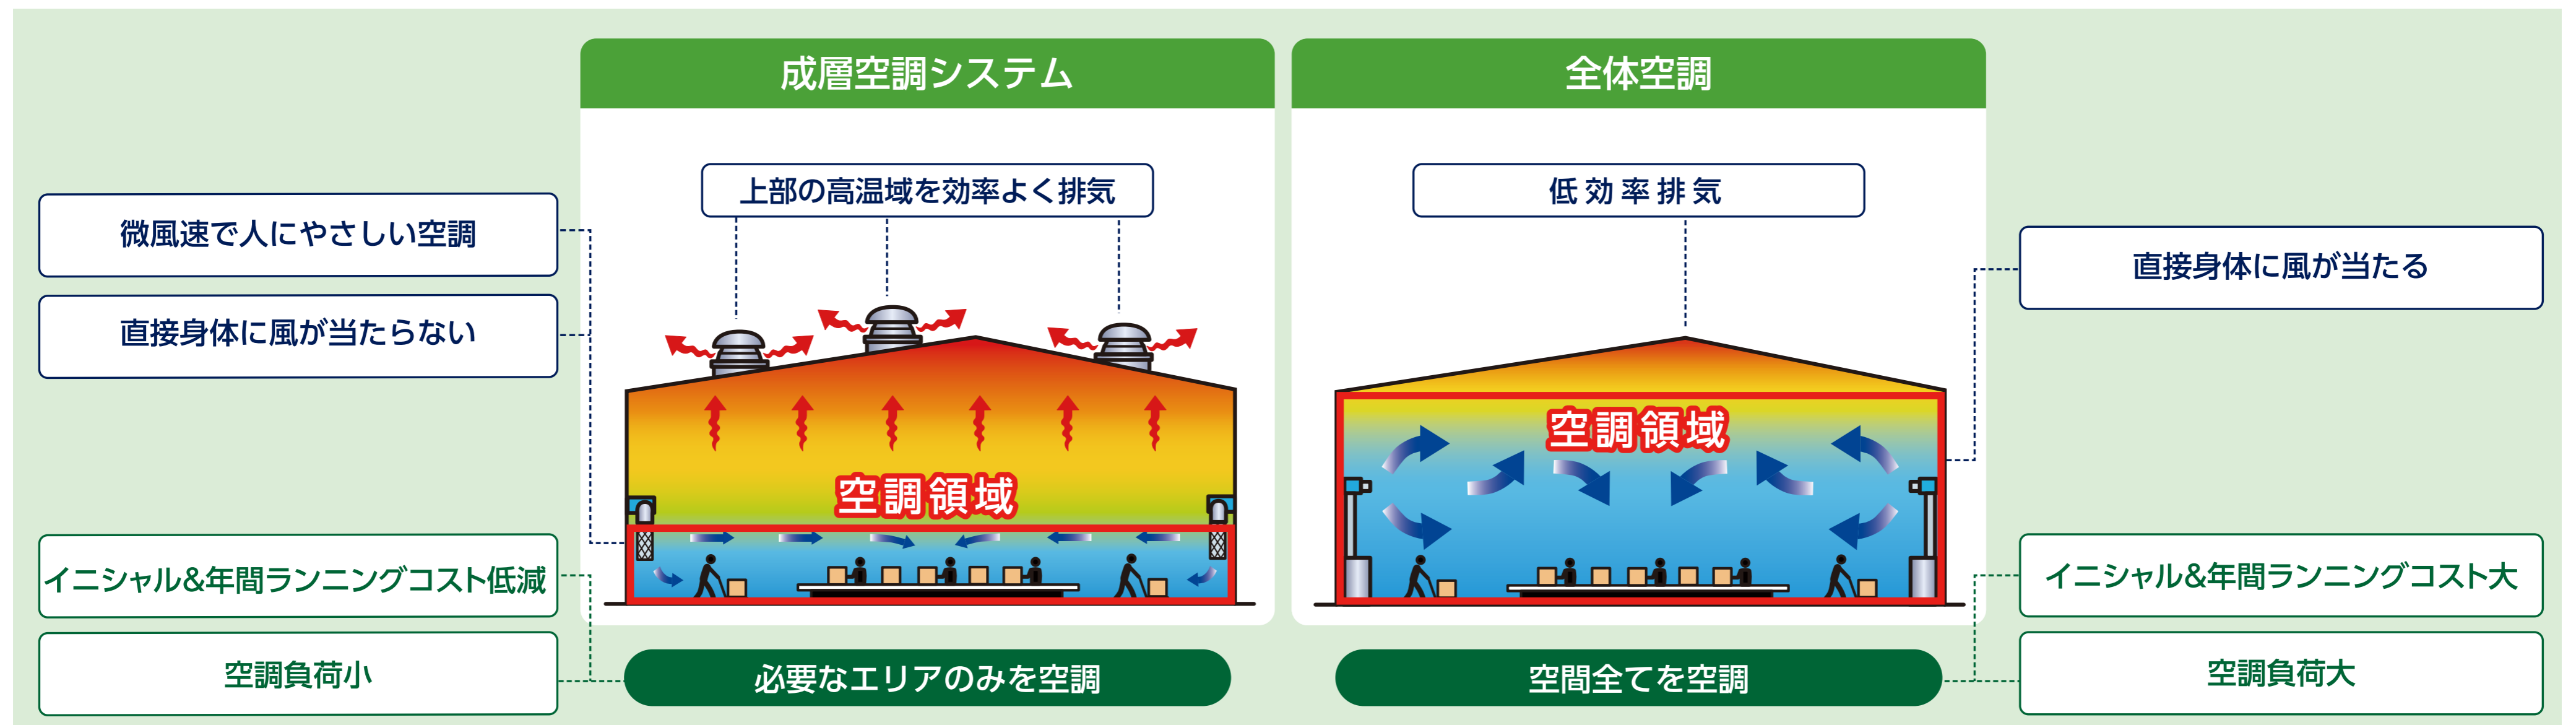 成層空調システム
全体空調
上部の高温域を効率よく排気
低効率排気
微風速で人にやさしい空調
直接身体に風が当たらない
直接身体に風が当たる
空調領域
空調領域
イニシャル&年間ランニングコスト低減
空調負荷小
イニシャル&年間ランニングコスト大
空調負荷大
必要なエリアのみを空調
空間全てを空調